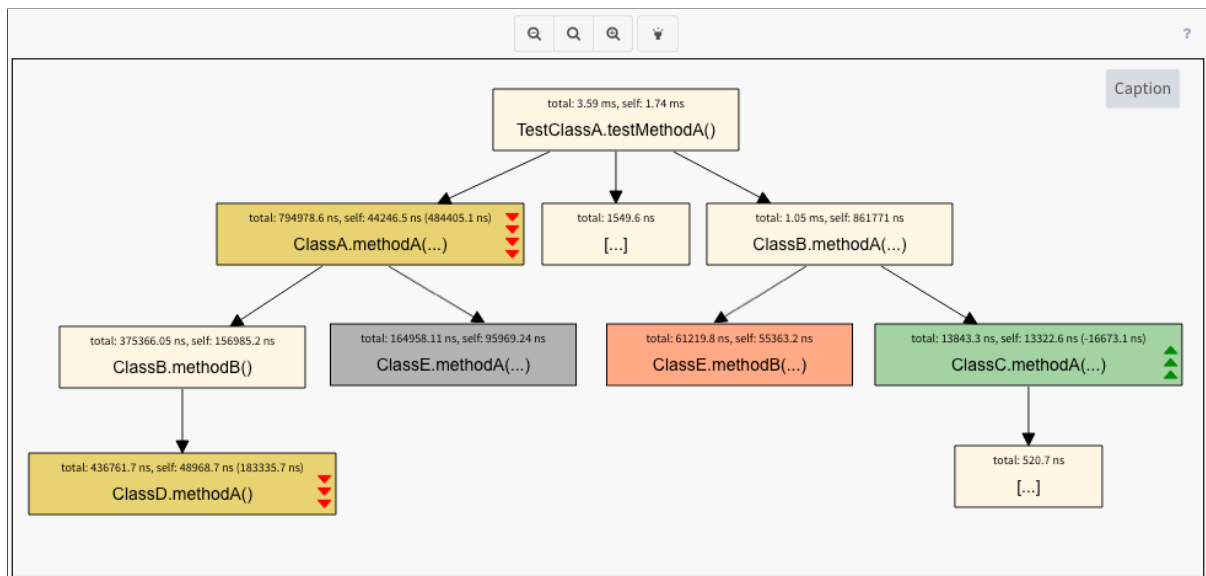 ?
Caption
total: 3.59 ms, self: 1.74 ms
TestClassA.testMethodA()
total: 794978.6 ns, self: 44246.5 ns (484405.1 ns)
ClassA.methodA(...)
total: 1549.6 ns
[...]
total: 1.05 ms, self: 861771 ns
ClassB.methodA(...)
total: 375366.05 ns, self: 156985.2 ns
ClassB.methodB()
total: 164958.11 ns, self: 95969.24 ns
ClassE.methodA(...)
total: 61219.8 ns, self: 55363.2 ns
ClassE.methodB(...)
total: 13843.3 ns, self: 13322.6 ns (-16673.1 ns)
ClassC.methodA(...)
total: 436761.7 ns, self: 48968.7 ns (183335.7 ns)
ClassD.methodA()
total: 520.7 ns
[...]